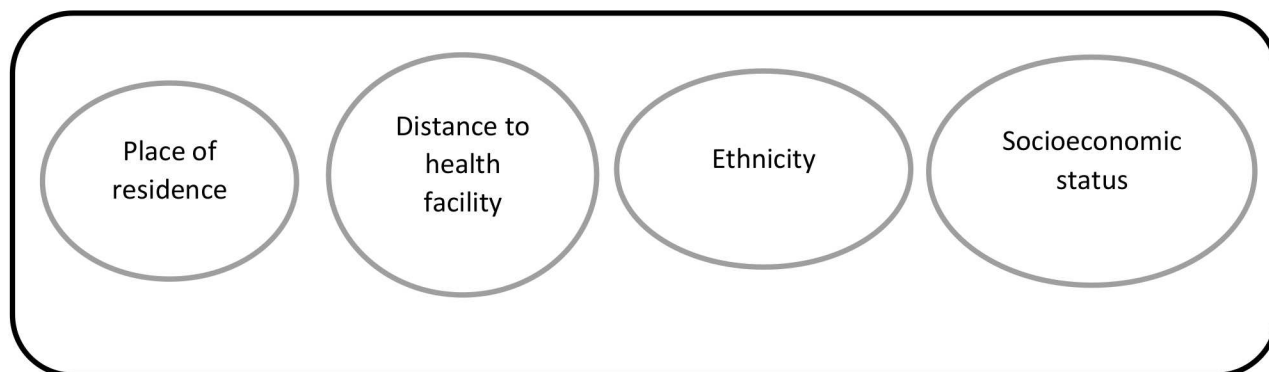 Place of
residence
Distance to
health
facility
Ethnicity
Socioeconomic
status